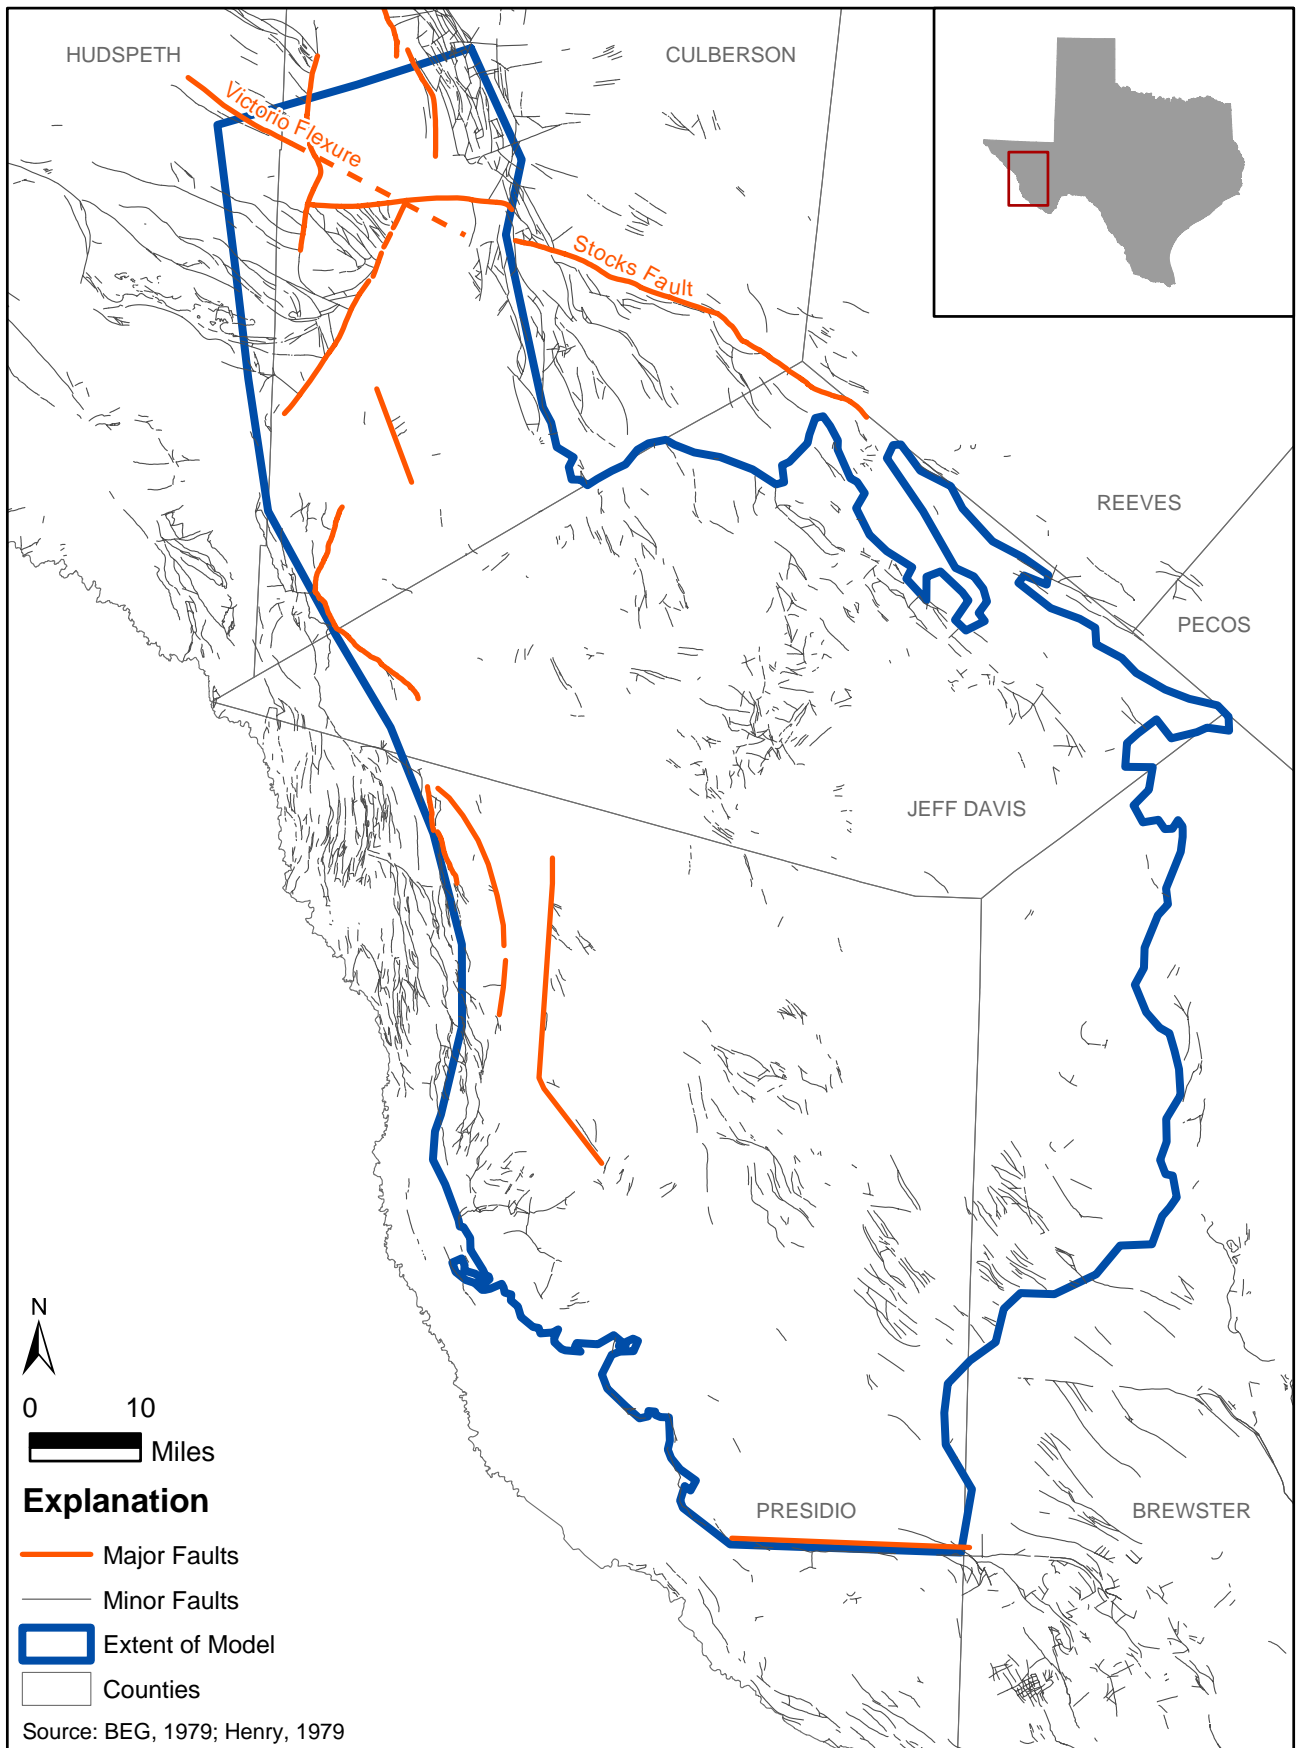 HUDSPETH
CULBERSON
Victorio Flexure
Stocks Fault
REEVES
PECOS
JEFF DAVIS
PRESIDIO
BREWSTER
N
0 10
Miles
Explanation
Major Faults
Minor Faults
Extent of Model
Counties
Source: BEG, 1979; Henry, 1979